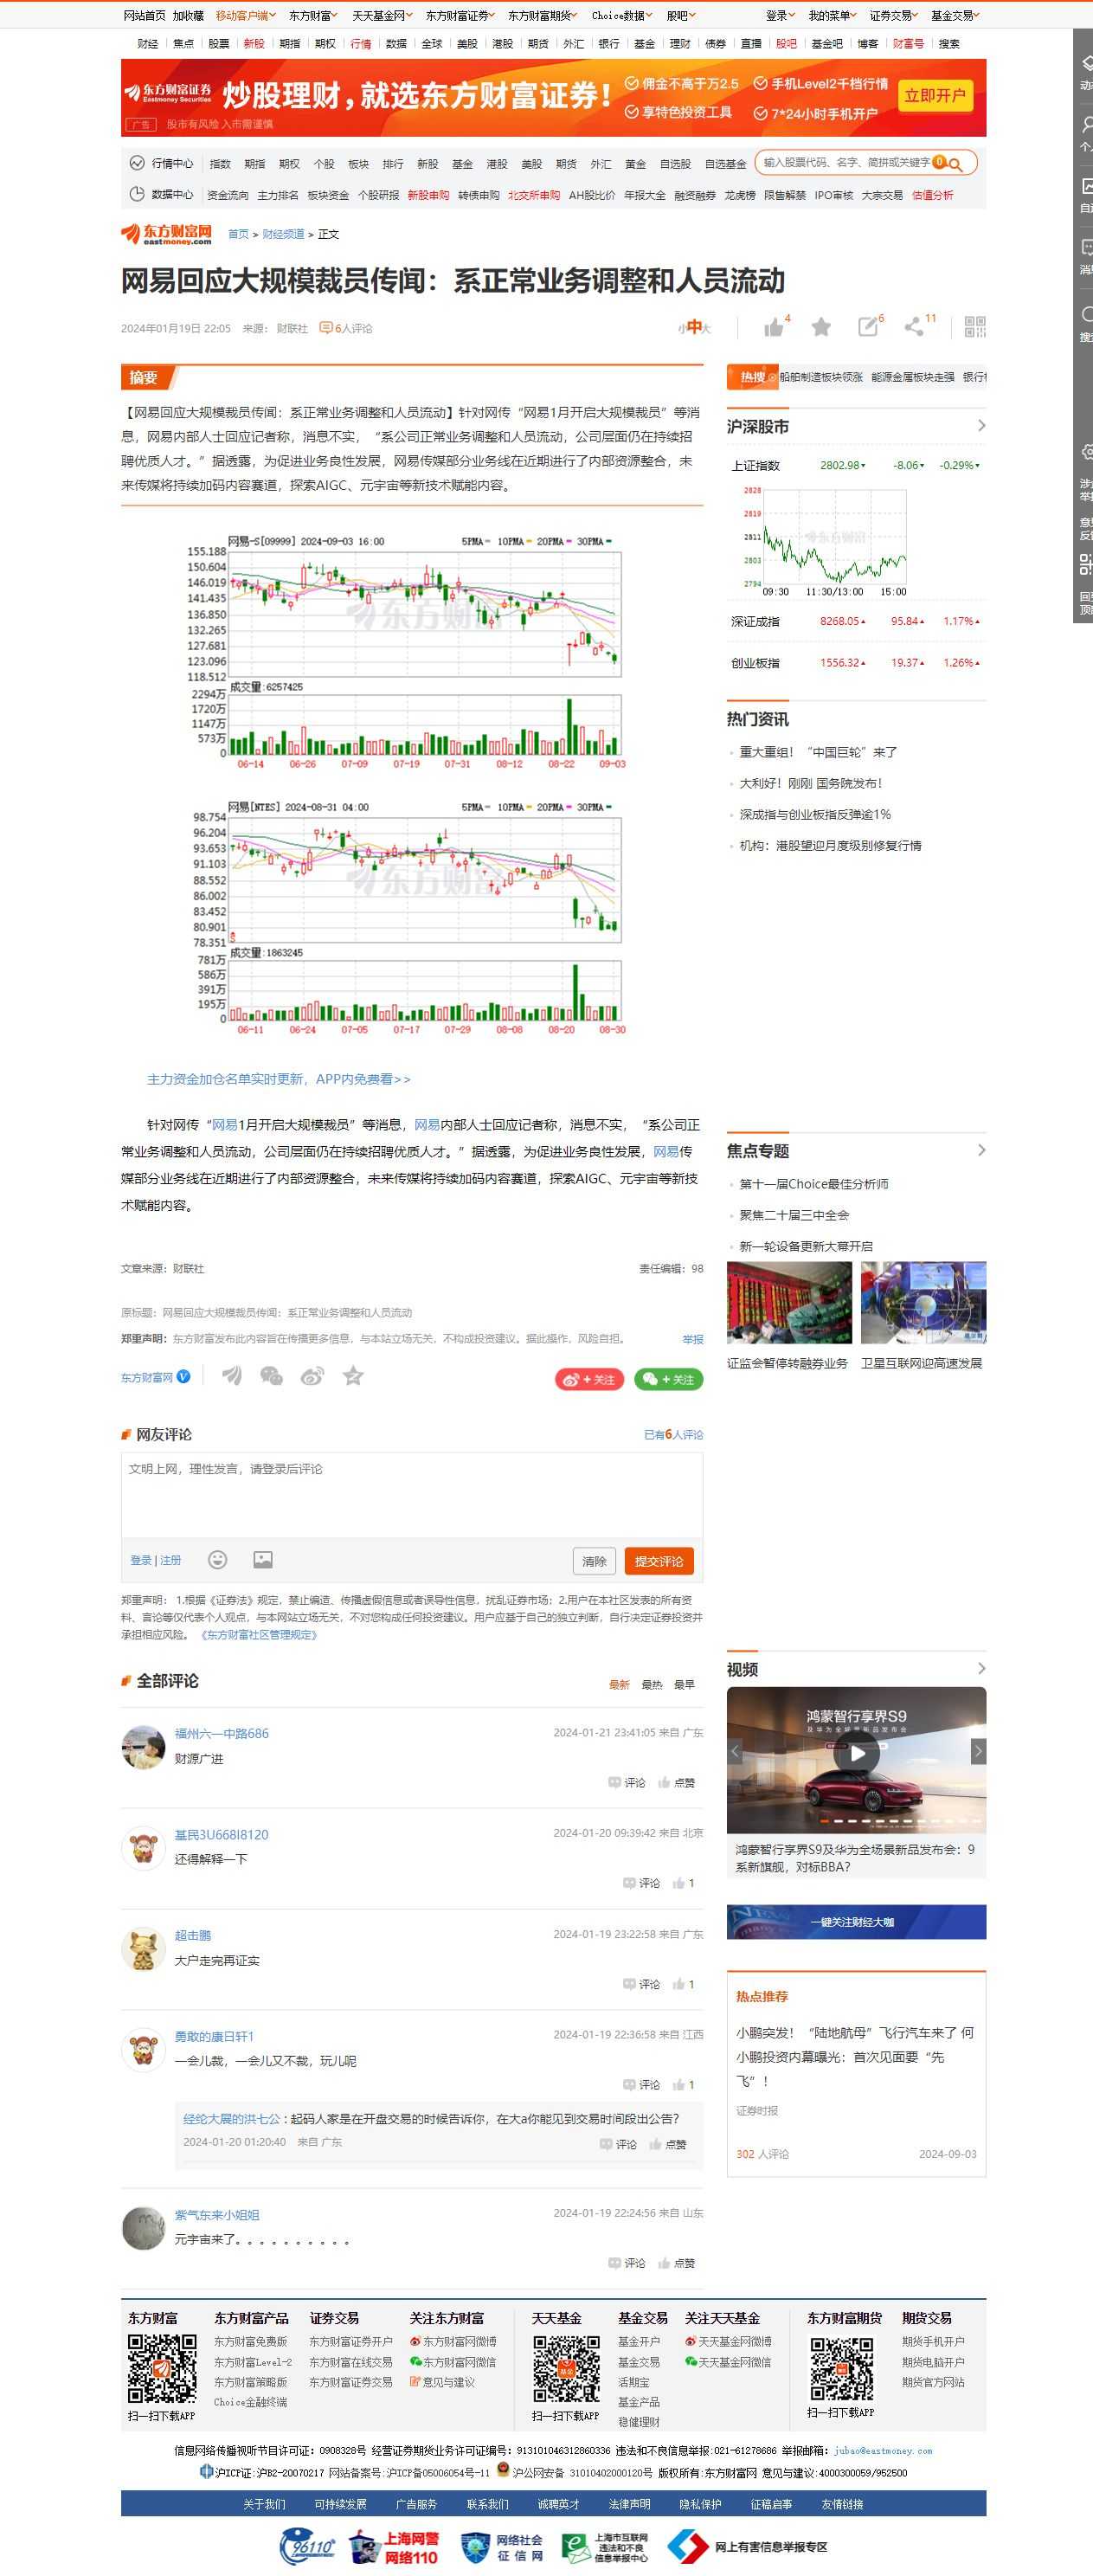 网站首页 加收藏 移动客户端 东方财富 天天基金网 东方财富证券 东方财富期货 Choice数据 股吧 登录 我的菜单 证券交易 基金交易
财经 焦点 股票 新股 期指 期权 行情 数据 全球 美股 港股 期货 外汇 银行 基金 理财 债券 直播 股吧 基金吧 博客 财富号 搜索
东方财富证券 Eastmoney Securities 炒股理财,就选东方财富证券! 佣金不高于万2.5 手机Level2千档行情 立即开户
广告 股市有风险 入市需谨慎 享特色投资工具 7*24小时手机开户
行情中心 指数 期指 期权 个股 板块 排行 新股 基金 港股 美股 期货 外汇 黄金 自选股 自选基金 输入股票代码、名字、简拼或关键字
数据中心 资金流向 主力排名 板块资金 个股研报 新股申购 转债申购 北交所申购 AH股比价 年报大全 融资融券 龙虎榜 限售解禁 IPO审核 大宗交易 估值分析
东方财富网 eastmoney.com 首页 > 财经频道 > 正文
网易回应大规模裁员传闻：系正常业务调整和人员流动
2024年01月19日 22:05 来源： 财联社 6人评论 小 中 大 4 6 11
摘要
【网易回应大规模裁员传闻：系正常业务调整和人员流动】针对网传“网易1月开启大规模裁员”等消
息，网易内部人士回应记者称，消息不实，“系公司正常业务调整和人员流动，公司层面仍在持续招
聘优质人才。”据透露，为促进业务良性发展，网易传媒部分业务线在近期进行了内部资源整合，未
来传媒将持续加码内容赛道，探索AIGC、元宇宙等新技术赋能内容。
网易-S[09999] 2024-09-03 16:00 5PMA 10PMA 20PMA 30PMA
155.188
150.604
146.019
141.435
136.850
132.265
127.681
123.096
118.512
成交量:6257425
2294万
1720万
1147万
573万
0
06-14 06-26 07-09 07-19 07-31 08-12 08-22 09-03
网易[NTES] 2024-08-31 04:00 5PMA 10PMA 20PMA 30PMA
98.754
96.204
93.653
91.103
88.552
86.002
83.452
80.901
78.351
成交量:1863245
781万
586万
391万
195万
0
06-11 06-24 07-05 07-17 07-29 08-08 08-20 08-30
东方财富
主力资金加仓名单实时更新，APP内免费看>>
针对网传“网易1月开启大规模裁员”等消息，网易内部人士回应记者称，消息不实，“系公司正
常业务调整和人员流动，公司层面仍在持续招聘优质人才。”据透露，为促进业务良性发展，网易传
媒部分业务线在近期进行了内部资源整合，未来传媒将持续加码内容赛道，探索AIGC、元宇宙等新技
术赋能内容。
文章来源：财联社 责任编辑：98
原标题：网易回应大规模裁员传闻：系正常业务调整和人员流动
郑重声明：东方财富发布此内容旨在传播更多信息，与本站立场无关，不构成投资建议。据此操作，风险自担。 举报
东方财富网 + 关注 + 关注
网友评论 已有6人评论
文明上网，理性发言，请登录后评论
登录 | 注册 清除 提交评论
郑重声明： 1.根据《证券法》规定，禁止编造、传播虚假信息或者误导性信息，扰乱证券市场；2.用户在本社区发表的所有资
料、言论等仅代表个人观点，与本网站立场无关，不对您构成任何投资建议。用户应基于自己的独立判断，自行决定证券投资并
承担相应风险。《东方财富社区管理规定》
全部评论 最新 最热 最早
福州六一中路686 2024-01-21 23:41:05 来自 广东
财源广进
评论 点赞
基民3U668I8120 2024-01-20 09:39:42 来自 北京
还得解释一下
评论 1
超击鹏 2024-01-19 23:22:58 来自 广东
大户走完再证实
评论 1
勇敢的康日轩1 2024-01-19 22:36:58 来自 江西
一会儿裁，一会儿又不裁，玩儿呢
评论 1
经纶大展的洪七公：起码人家是在开盘交易的时候告诉你，在大a你能见到交易时间段出公告？
2024-01-20 01:20:40 来自 广东 评论 点赞
紫气东来小姐姐 2024-01-19 22:24:56 来自 山东
元宇宙来了。。。。。。。。。。
评论 点赞
热搜 船舶制造板块领涨 能源金属板块走强
沪深股市
上证指数 2802.98 -8.06 -0.29%
2828
2819
2811
2803
2794
东方财富
09:30 11:30/13:00 15:00
深证成指 8268.05 95.84 1.17%
创业板指 1556.32 19.37 1.26%
热门资讯
重大重组！“中国巨轮”来了
大利好！刚刚 国务院发布！
深成指与创业板指反弹逾1%
机构：港股望迎月度级别修复行情
焦点专题
第十一届Choice最佳分析师
聚焦二十届三中全会
新一轮设备更新大幕开启
证监会暂停转融券业务 卫星互联网迎高速发展
视频
鸿蒙智行享界S9
及华为全场景新品发布会
鸿蒙智行享界S9及华为全场景新品发布会：9
系新旗舰，对标BBA？
一键关注财经大咖
热点推荐
小鹏突发！“陆地航母”飞行汽车来了 何
小鹏投资内幕曝光：首次见面要“先
飞”！
证券时报
302 人评论 2024-09-03
东方财富 东方财富产品 证券交易 关注东方财富 天天基金 基金交易 关注天天基金 东方财富期货 期货交易
东方财富免费版 东方财富证券开户 东方财富网微博 基金开户 天天基金网微博 期货手机开户
东方财富Level-2 东方财富在线交易 东方财富网微信 基金交易 天天基金网微信 期货电脑开户
东方财富策略版 东方财富证券交易 意见与建议 活期宝 期货官方网站
Choice金融终端 基金产品
扫一扫下载APP 扫一扫下载APP 稳健理财 扫一扫下载APP
信息网络传播视听节目许可证：0908328号 经营证券期货业务许可证编号：913101046312860336 违法和不良信息举报:021-61278686 举报邮箱：jubao@eastmoney.com
沪ICP证:沪B2-20070217 网站备案号:沪ICP备05006054号-11 沪公网安备 31010402000120号 版权所有:东方财富网 意见与建议:4000300059/952500
关于我们 可持续发展 广告服务 联系我们 诚聘英才 法律声明 隐私保护 征稿启事 友情链接
96110 上海网警 网络110 网络社会 征信网 上海市互联网 违法和不良 信息举报中心 网上有害信息举报专区